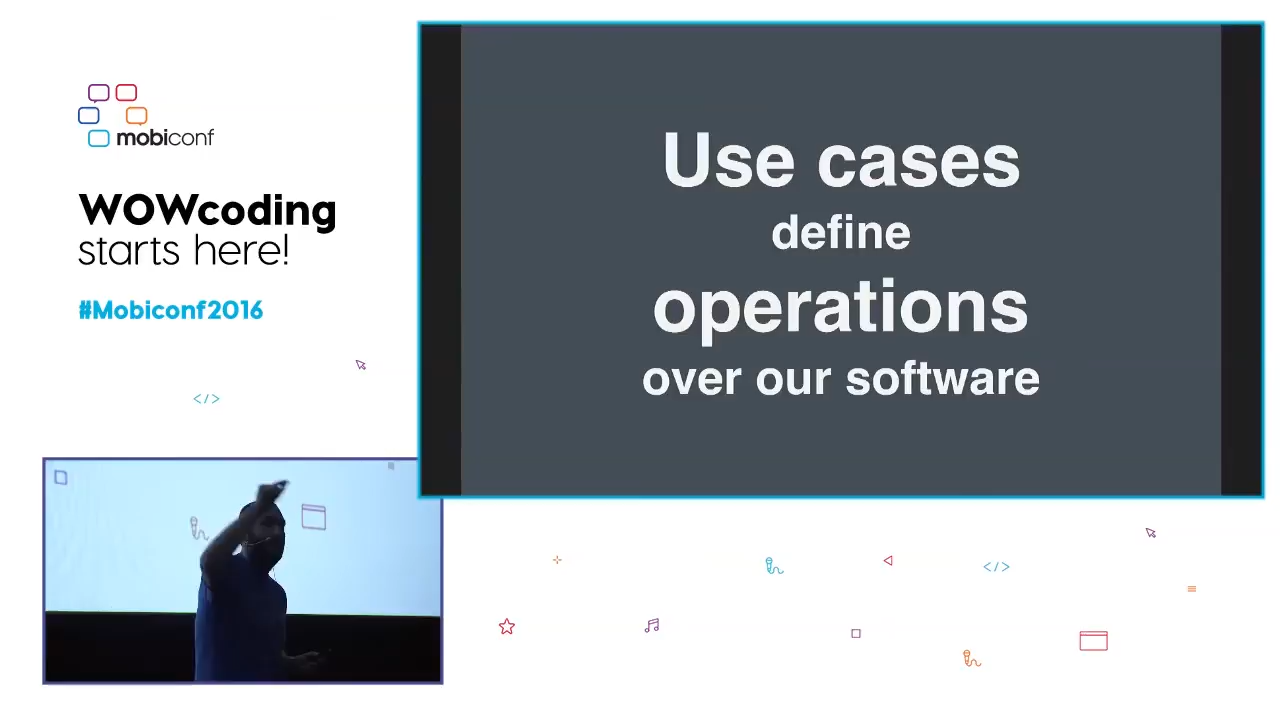 mobiconf
WOWcoding
starts here!
#Mobiconf2016
</>
Use cases
define
operations
over our software
</>